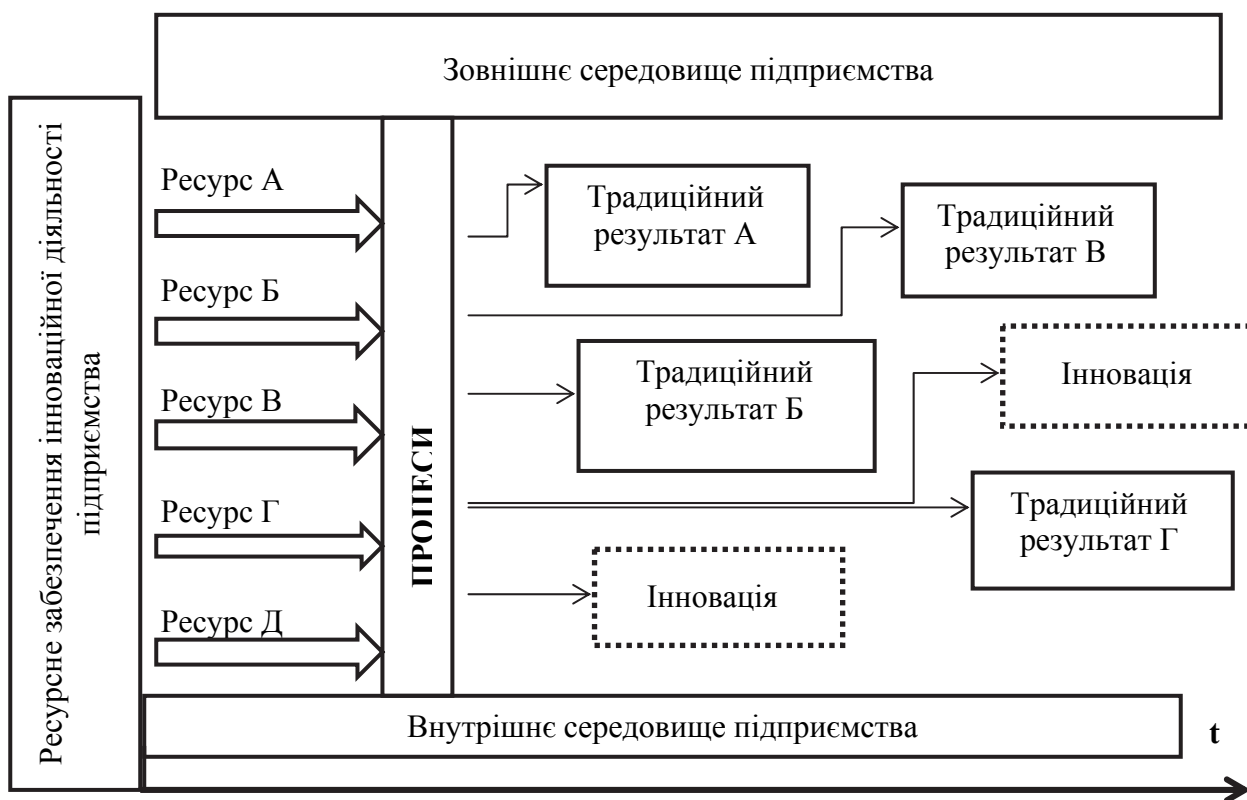 Зовнішнє середовище підприємства
Ресурсне забезпечення інноваційної діяльності
підприємства
Ресурс А
Ресурс Б
Ресурс В
Ресурс Г
Ресурс Д
ПРОПЕСИ
Традиційний
результат А
Традиційний
результат В
Традиційний
результат Б
Інновація
Традиційний
результат Г
Інновація
Внутрішнє середовище підприємства
t